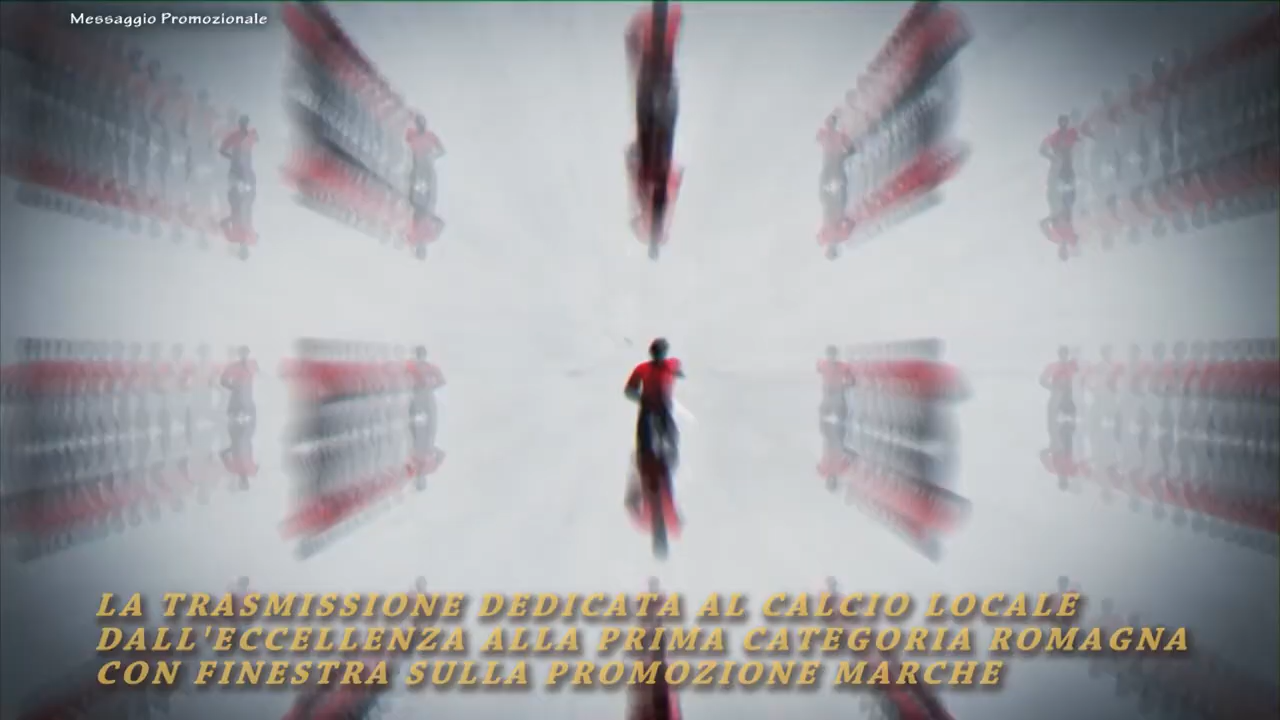 Messaggio Promozionale
LA TRASMISSIONE DEDICATA AL CALCIO LOCALE
DALL'ECCELLENZA ALLA PRIMA CATEGORIA ROMAGNA
CON FINESTRA SULLA PROMOZIONE MARCHE